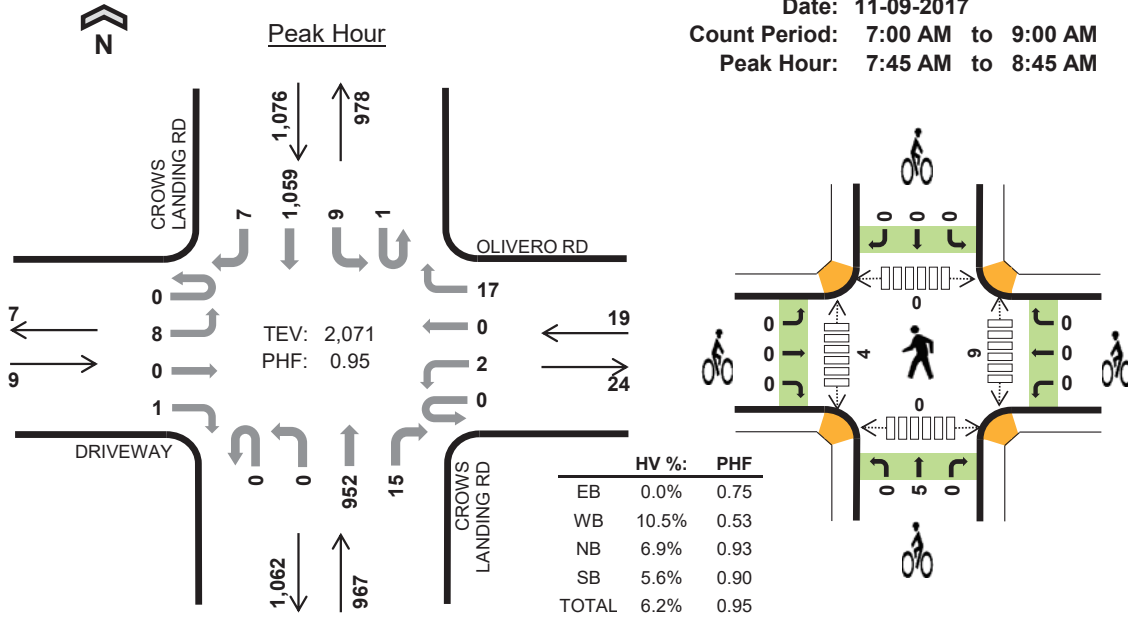 Date: 11-09-2017
Count Period: 7:00 AM to 9:00 AM
Peak Hour: 7:45 AM to 8:45 AM
N
Peak Hour
1,076
978
CROWS
LANDING RD
7
1,059
9
1
OLIVERO RD
0
8
0
1
17
0
2
0
7
9
19
24
TEV: 2,071
PHF: 0.95
DRIVEWAY
0
0
952
15
CROWS
LANDING RD
1,062
967
HV %: PHF
EB 0.0% 0.75
WB 10.5% 0.53
NB 6.9% 0.93
SB 5.6% 0.90
TOTAL 6.2% 0.95
0 0 0
0
0
0
0
4
9
0
0
0
0
0 5 0